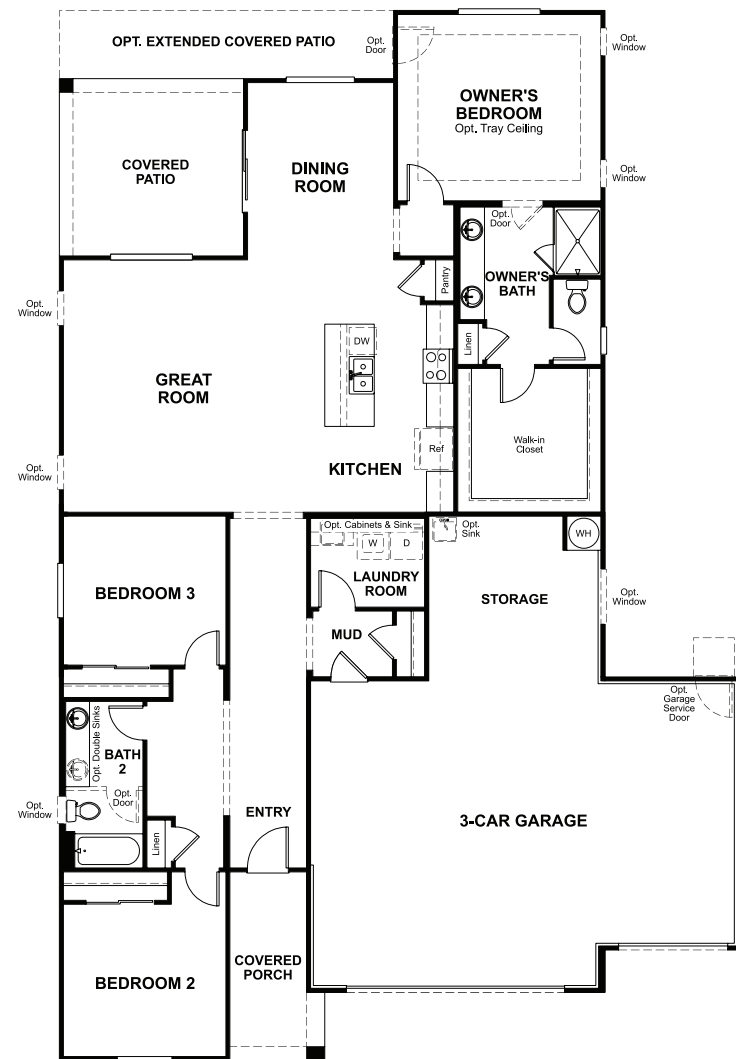 OPT. EXTENDED COVERED PATIO
Opt.
Door
Opt.
Window
OWNER'S
BEDROOM
Opt. Tray Ceiling
COVERED
PATIO
DINING
ROOM
Opt.
Window
Opt.
Door
OWNER'S
BATH
Pantry
Opt.
Window
DW
Linen
GREAT
ROOM
Walk-in
Closet
Ref
KITCHEN
Opt.
Window
Opt. Cabinets & Sink
W
D
Opt.
Sink
WH
LAUNDRY
ROOM
BEDROOM 3
STORAGE
Opt.
Window
MUD
Opt.
Garage
Service
Door
Opt. Double Sinks
BATH
2
Opt.
Door
Opt.
Window
ENTRY
3-CAR GARAGE
Linen
COVERED
PORCH
BEDROOM 2